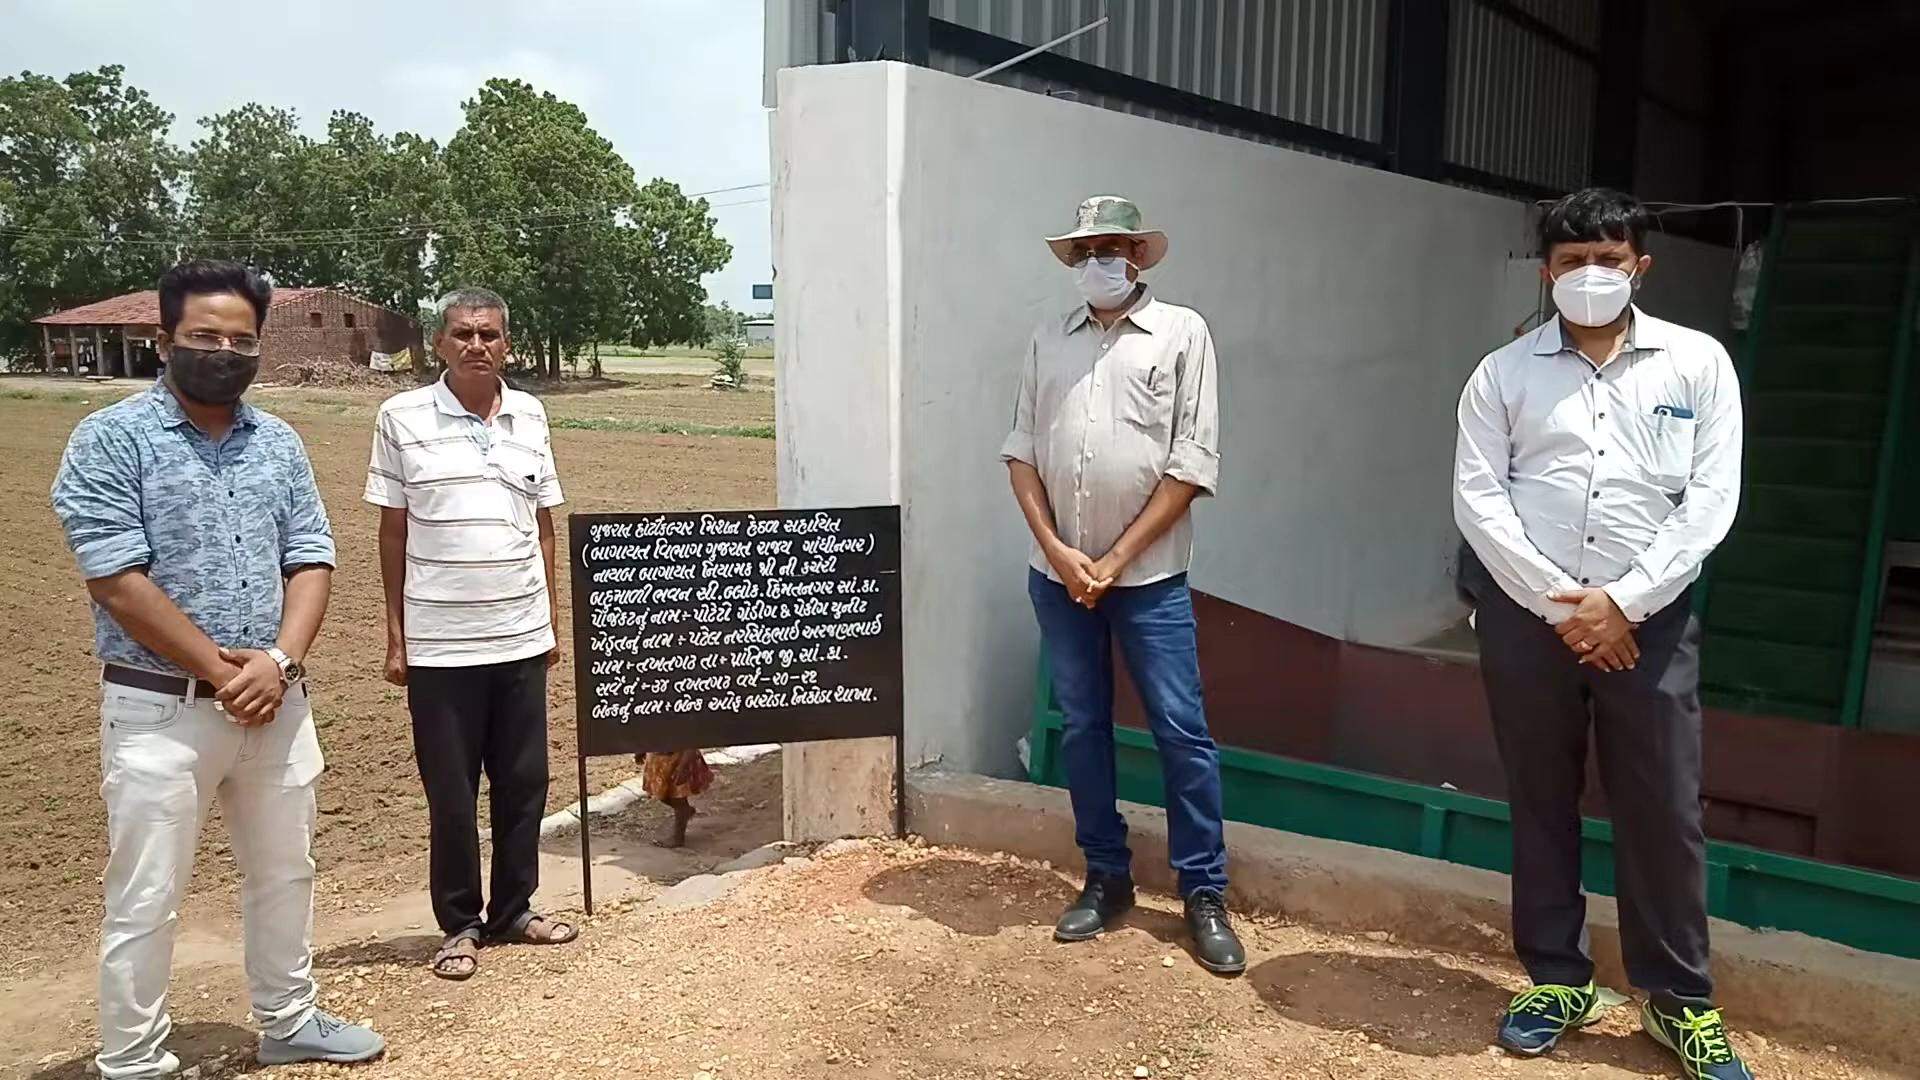 ગુજરાત હોર્ટીકલ્ચર મિશન હેઠળ સહાયિત
(બાગાયત વિભાગ ગુજરાત રાજ્ય ગાંધીનગર)
નાયબ બાગાયત નિયામક શ્રી ની કચેરી
બહુમાળી ભવન સી.બ્લોક. હિંમતનગર સાં.કા.
પ્રોજેક્ટનું નામ ÷ પોટેટો ગ્રેડીંગ & પેકીંગ યુનીટ
ખેડુતનું નામ ÷ પટેલ નરસિંહભાઈ અરજણભાઈ
ગામ ÷ તખતગઢ તા ÷ પ્રાંતિજ જી. સાં. કા.
સર્વે નં ÷ ૩૪ તખતગઢ વર્ષ - ૨૦ - ૨૧
બેન્કનું નામ ÷ બેન્ક ઓફ બરોડા. નિકોડા શાખા.